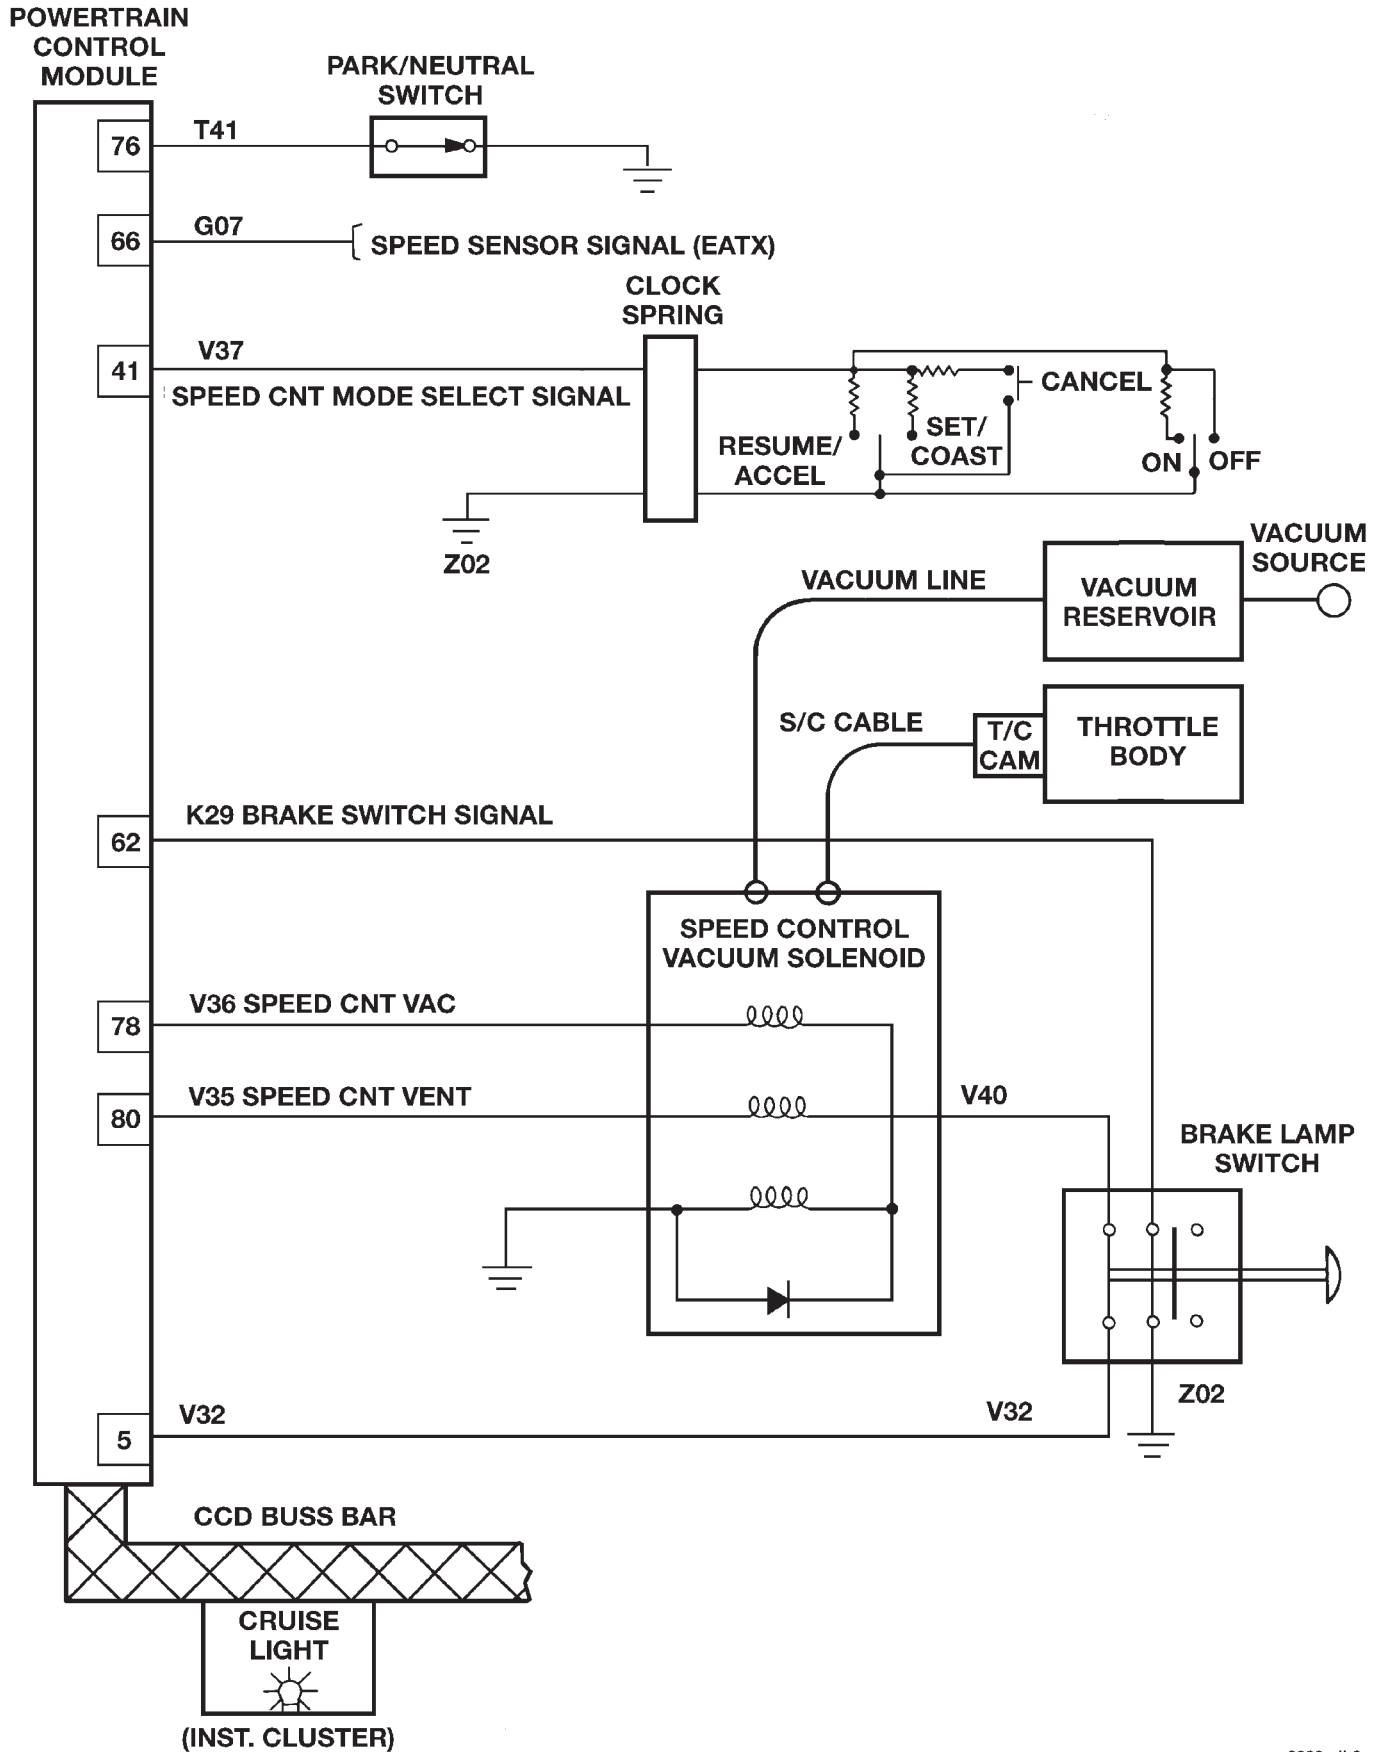 POWERTRAIN
CONTROL
MODULE
PARK/NEUTRAL
SWITCH
76
T41
66
G07
SPEED SENSOR SIGNAL (EATX)
CLOCK
SPRING
41
V37
SPEED CNT MODE SELECT SIGNAL
CANCEL
RESUME/
ACCEL
SET/
COAST
ON
OFF
Z02
VACUUM
SOURCE
VACUUM LINE
VACUUM
RESERVOIR
S/C CABLE
T/C
CAM
THROTTLE
BODY
62
K29 BRAKE SWITCH SIGNAL
SPEED CONTROL
VACUUM SOLENOID
78
V36 SPEED CNT VAC
80
V35 SPEED CNT VENT
V40
BRAKE LAMP
SWITCH
Z02
5
V32
V32
CCD BUSS BAR
CRUISE
LIGHT
(INST. CLUSTER)